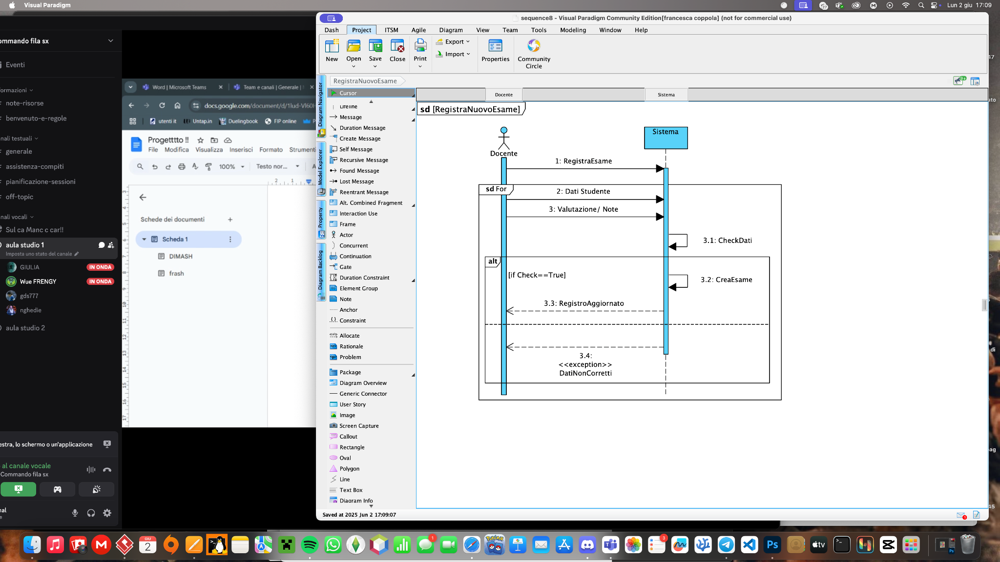 Visual Paradigm
Lun 2 giu 17:09
ommando fila sx
Eventi
formazioni
note-risorse
benvenuto-e-regole
nali testuali
generale
assistenza-compiti
pianificazione-sessioni
off-topic
nali vocali
Sul ca Manc c car!!
aula studio 1
Imposta uno stato del canale
GIULIA
IN ONDA
Wue FRENGY
IN ONDA
gds777
nghedie
aula studio 2
estra, lo schermo o un'applicazione
al canale vocale
Commando fila sx
nal
Word | Microsoft Teams
Team e canali | Generale |
docs.google.com/document/d/1lud-Vl60H
utenti it
Untap.in
Duelingbook
FIP online
Progetttto !!
File Modifica Visualizza Inserisci Formato Strumenti
100%
Testo nor...
2 1
Schede dei documenti
Scheda 1
DIMASH
frash
sequence8 - Visual Paradigm Community Edition[francesca coppola] (not for commercial use)
Dash Project ITSM Agile Diagram View Team Tools Modeling Window Help
New
Open
Save
Close
Print
Export
Import
Properties
Community Circle
RegistraNuovoEsame
9+
Diagram Navigator
Model Explorer
Property
Diagram Backlog
Cursor
Lifeline
Message
Duration Message
Create Message
Self Message
Recursive Message
Found Message
Lost Message
Reentrant Message
Alt. Combined Fragment
Interaction Use
Frame
Actor
Concurrent
Continuation
Gate
Duration Constraint
Element Group
Note
Anchor
Constraint
Allocate
Rationale
Problem
Package
Diagram Overview
Generic Connector
User Story
Image
Screen Capture
Callout
Rectangle
Oval
Polygon
Line
Text Box
Diagram Info
Docente
Sistema
sd [RegistraNuovoEsame]
Docente
Sistema
1: RegistraEsame
sd For
2: Dati Studente
3: Valutazione/ Note
3.1: CheckDati
alt
[if Check==True]
3.2: CreaEsame
3.3: RegistroAggiornato
3.4:
<<exception>>
DatiNonCorretti
Saved at 2025 Jun 2 17:09:07
GIU
2
1
3
Ps
tv
Ps